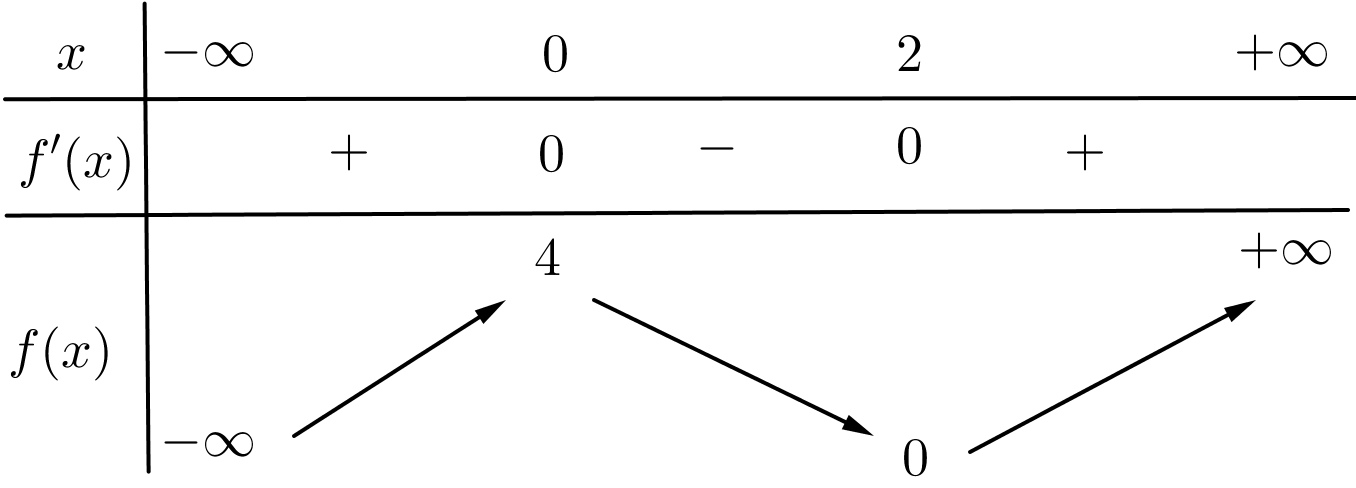 x −∞ 0 2 +∞
f′(x) + 0 − 0 +
4 +∞
f(x)
−∞ 0